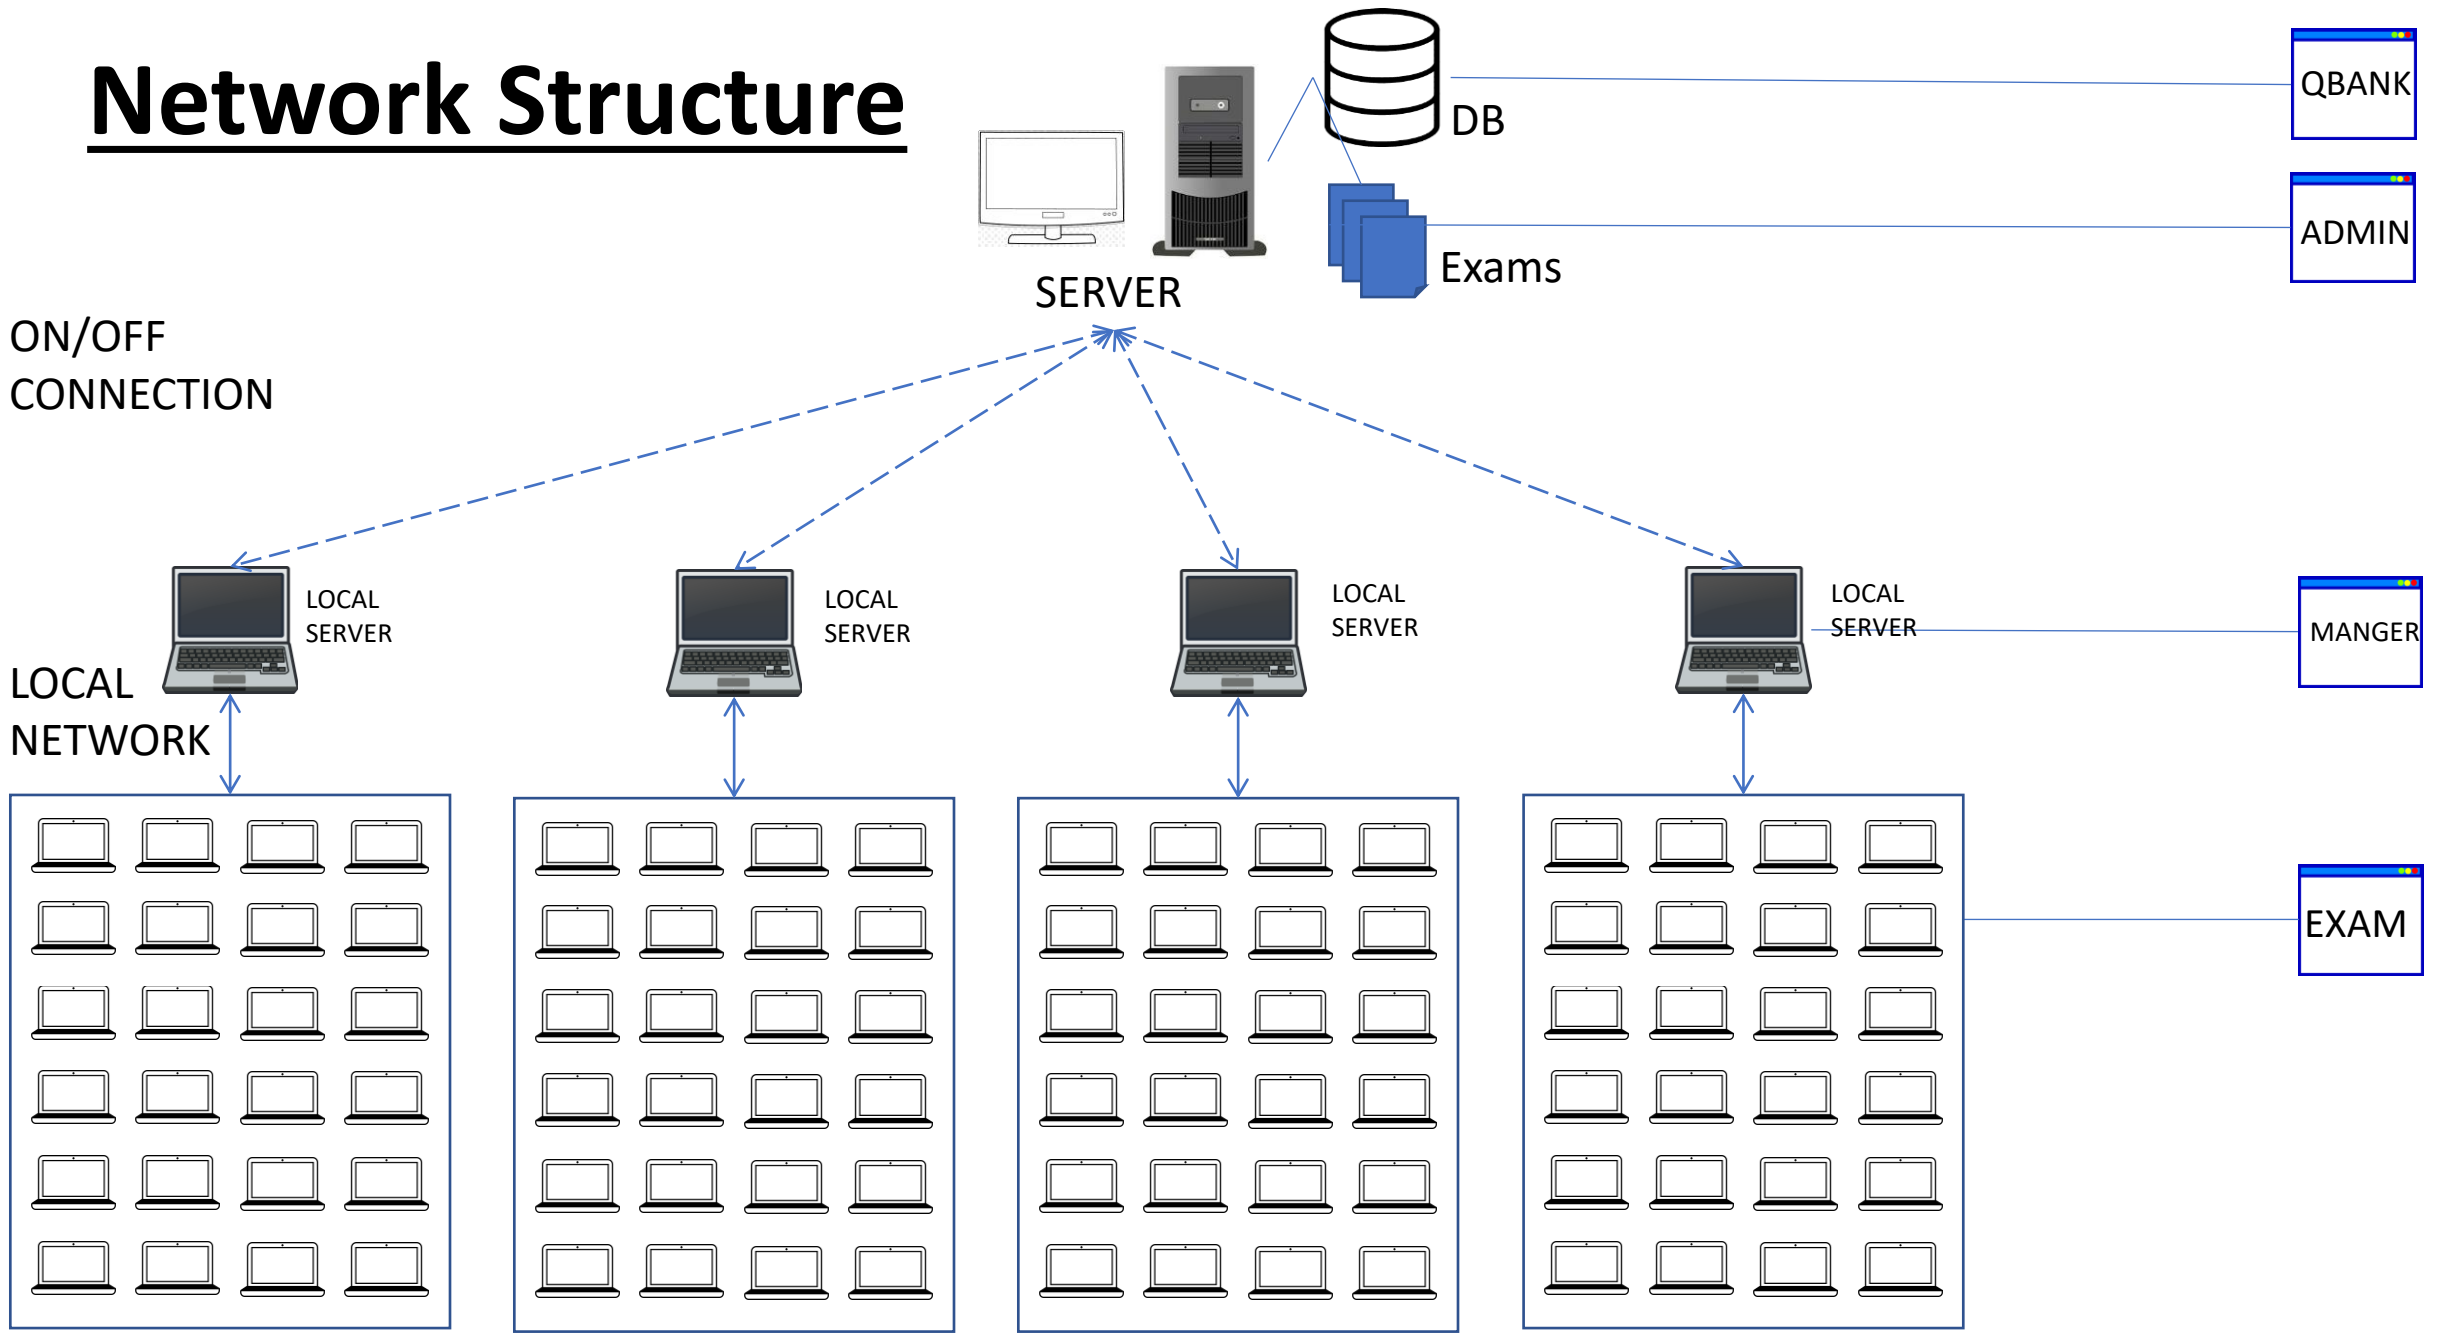 Network Structure
DB
QBANK
ADMIN
Exams
SERVER
ON/OFF
CONNECTION
LOCAL
SERVER
LOCAL
SERVER
LOCAL
SERVER
LOCAL
SERVER
MANGER
LOCAL
NETWORK
EXAM